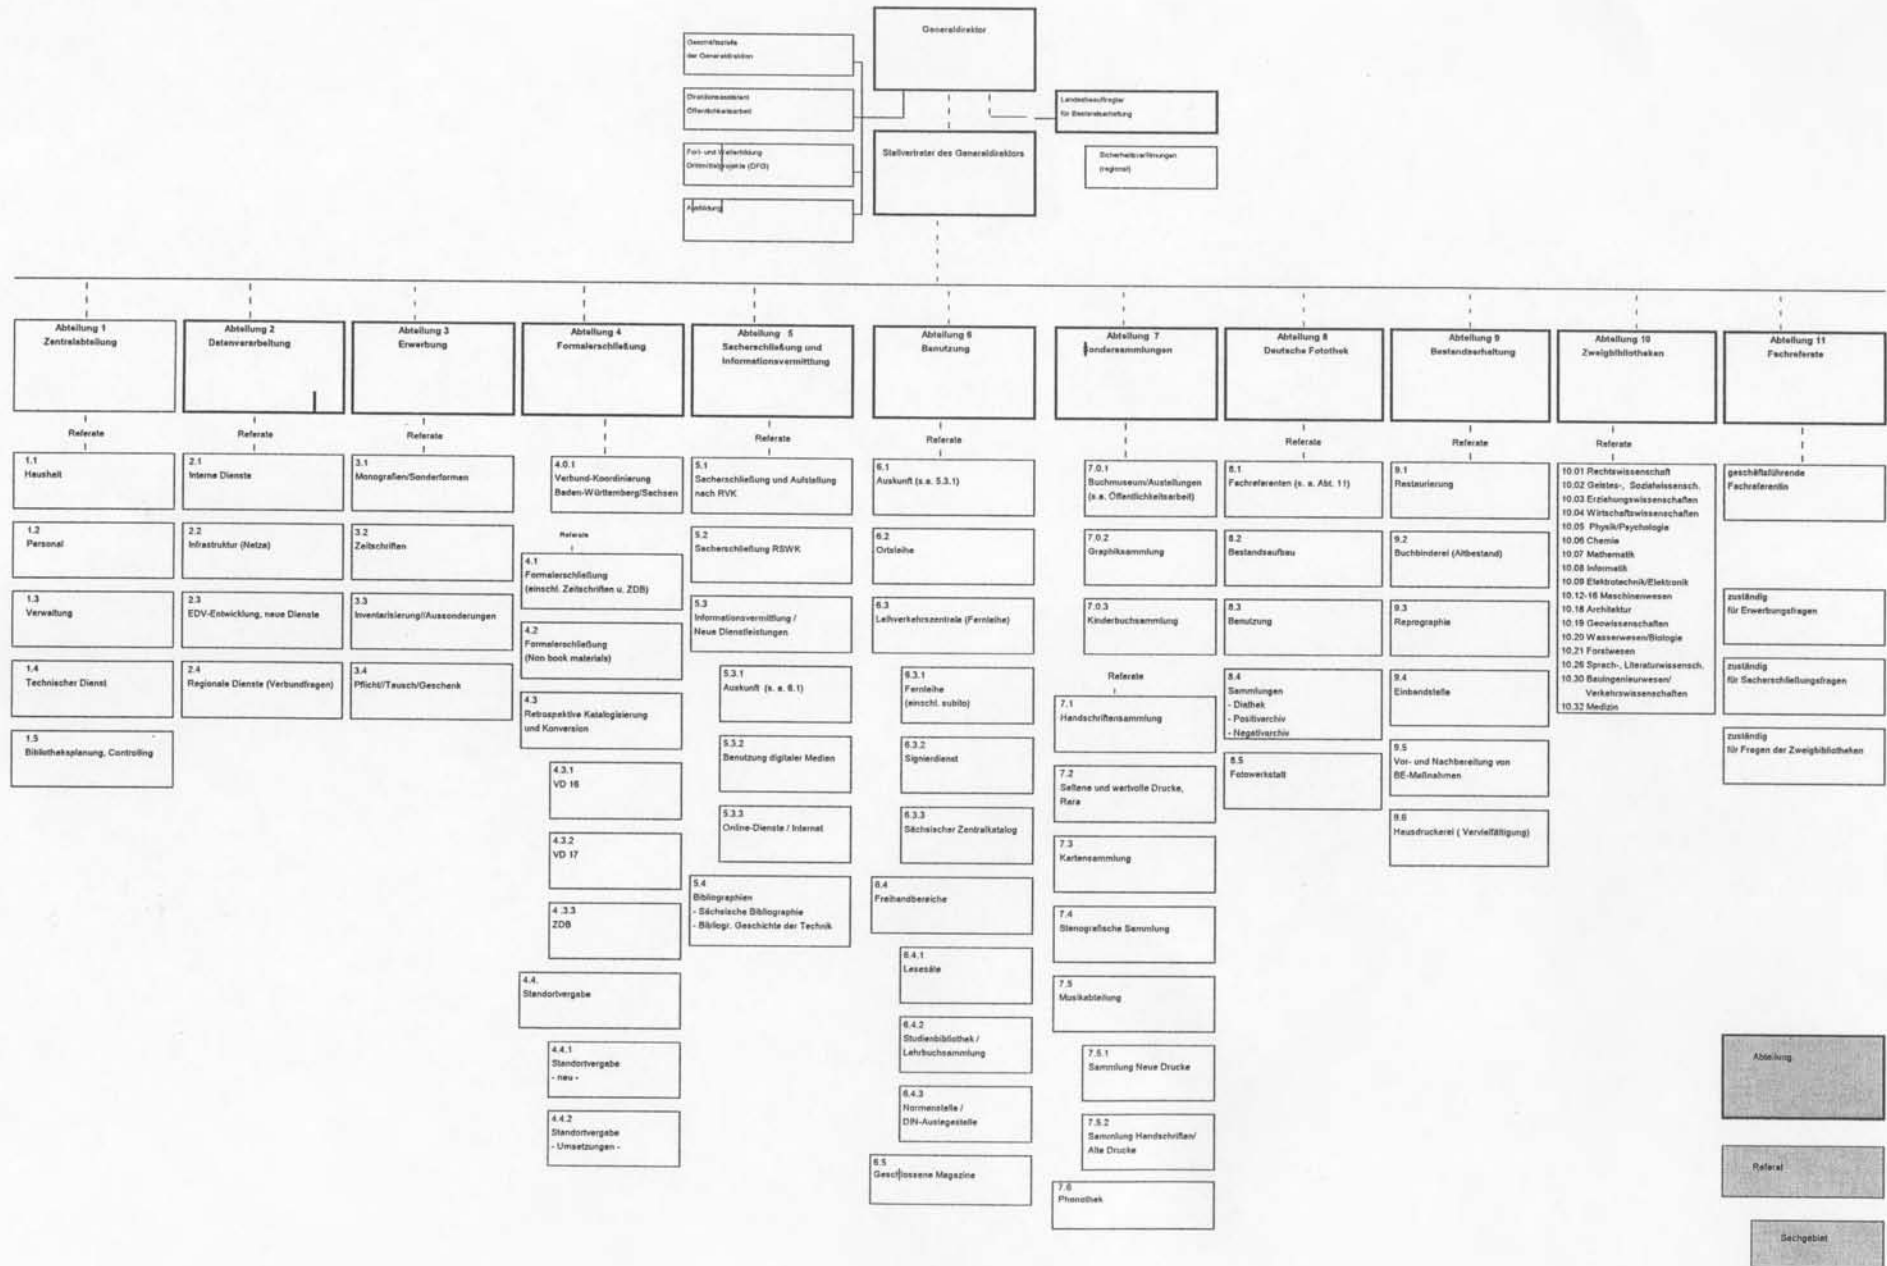 Generaldirektor
Geschäftsstelle
der Generaldirektion
Direktionsassistent
Öffentlichkeitsarbeit
Fort- und Weiterbildung
Drittmittelprojekte (DFG)
Ausbildung
Landesbeauftragter
für Bestandserhaltung
Stellvertreter des Generaldirektors
Sicherheitsverfilmungen
(regional)
Abteilung 1
Zentralabteilung
Referate
1.1
Haushalt
1.2
Personal
1.3
Verwaltung
1.4
Technischer Dienst
1.5
Bibliotheksplanung, Controlling
Abteilung 2
Datenverarbeitung
Referate
2.1
Interne Dienste
2.2
Infrastruktur (Netze)
2.3
EDV-Entwicklung, neue Dienste
2.4
Regionale Dienste (Verbundfragen)
Abteilung 3
Erwerbung
Referate
3.1
Monografien/Sonderformen
3.2
Zeitschriften
3.3
Inventarisierung//Aussonderungen
3.4
Pflicht//Tausch/Geschenk
Abteilung 4
Formalerschließung
4.0.1
Verbund-Koordinierung
Baden-Württemberg/Sachsen
Referate
4.1
Formalerschließung
(einschl. Zeitschriften u. ZDB)
4.2
Formalerschließung
(Non book materials)
4.3
Retrospektive Katalogisierung
und Konversion
4.3.1
VD 16
4.3.2
VD 17
4 .3.3
ZDB
4.4.
Standortvergabe
4.4.1
Standortvergabe
- neu -
4.4.2
Standortvergabe
- Umsetzungen -
Abteilung 5
Sacherschließung und
Informationsvermittlung
Referate
5.1
Sacherschließung und Aufstellung
nach RVK
5.2
Sacherschließung RSWK
5.3
Informationsvermittlung /
Neue Dienstleistungen
5.3.1
Auskunft (s. a. 6.1)
5.3.2
Benutzung digitaler Medien
5.3.3
Online-Dienste / Internet
5.4
Bibliographien
- Sächsische Bibliographie
- Bibliogr. Geschichte der Technik
Abteilung 6
Benutzung
Referate
6.1
Auskunft (s.a. 5.3.1)
6.2
Ortsleihe
6.3
Leihverkehrszentrale (Fernleihe)
6.3.1
Fernleihe
(einschl. subito)
6.3.2
Signierdienst
6.3.3
Sächsischer Zentralkatalog
6.4
Freihandbereiche
6.4.1
Lesesäle
6.4.2
Studienbibliothek /
Lehrbuchsammlung
6.4.3
Normenstelle /
DIN-Auslegestelle
6.5
Geschlossene Magazine
Abteilung 7
Sondersammlungen
7.0.1
Buchmuseum/Austellungen
(s.a. Öffentlichkeitsarbeit)
7.0.2
Graphiksammlung
7.0.3
Kinderbuchsammlung
Referate
7.1
Handschriftensammlung
7.2
Seltene und wertvolle Drucke,
Rara
7.3
Kartensammlung
7.4
Stenografische Sammlung
7.5
Musikabteilung
7.5.1
Sammlung Neue Drucke
7.5.2
Sammlung Handschriften/
Alte Drucke
7.6
Phonothek
Abteilung 8
Deutsche Fotothek
Referate
8.1
Fachreferenten (s. a. Abt. 11)
8.2
Bestandsaufbau
8.3
Benutzung
8.4
Sammlungen
- Diathek
- Positivarchiv
- Negativarchiv
8.5
Fotowerkstatt
Abteilung 9
Bestandserhaltung
Referate
9.1
Restaurierung
9.2
Buchbinderei (Altbestand)
9.3
Reprographie
9.4
Einbandstelle
9.5
Vor- und Nachbereitung von
BE-Maßnahmen
9.6
Hausdruckerei ( Vervielfältigung)
Abteilung 10
Zweigbibliotheken
Referate
10.01 Rechtswissenschaft
10.02 Geistes-, Sozialwissensch.
10.03 Erziehungswissenschaften
10.04 Wirtschaftswissenschaften
10.05 Physik/Psychologie
10.06 Chemie
10.07 Mathematik
10.08 Informatik
10.09 Elektrotechnik/Elektronik
10.12-16 Maschinenwesen
10.18 Architektur
10.19 Geowissenschaften
10.20 Wasserwesen/Biologie
10.21 Forstwesen
10.26 Sprach-, Literaturwissensch.
10.30 Bauingenieurwesen/
Verkehrswissenschaften
10.32 Medizin
Abteilung 11
Fachreferate
geschäftsführende
Fachreferentin
zuständig
für Erwerbungsfragen
zuständig
für Sacherschließungsfragen
zuständig
für Fragen der Zweigbibliotheken
Abteilung
Referat
Sachgebiet